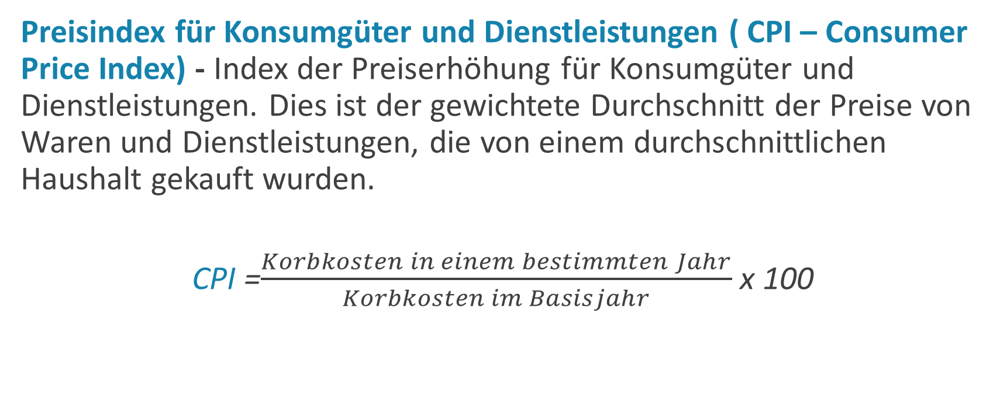 Preisindex für Konsumgüter und Dienstleistungen ( CPI – Consumer
Price Index) - Index der Preiserhöhung für Konsumgüter und
Dienstleistungen. Dies ist der gewichtete Durchschnitt der Preise von
Waren und Dienstleistungen, die von einem durchschnittlichen
Haushalt gekauft wurden.
Korbkosten in einem bestimmten Jahr
CPI = x 100
Korbkosten im Basisjahr